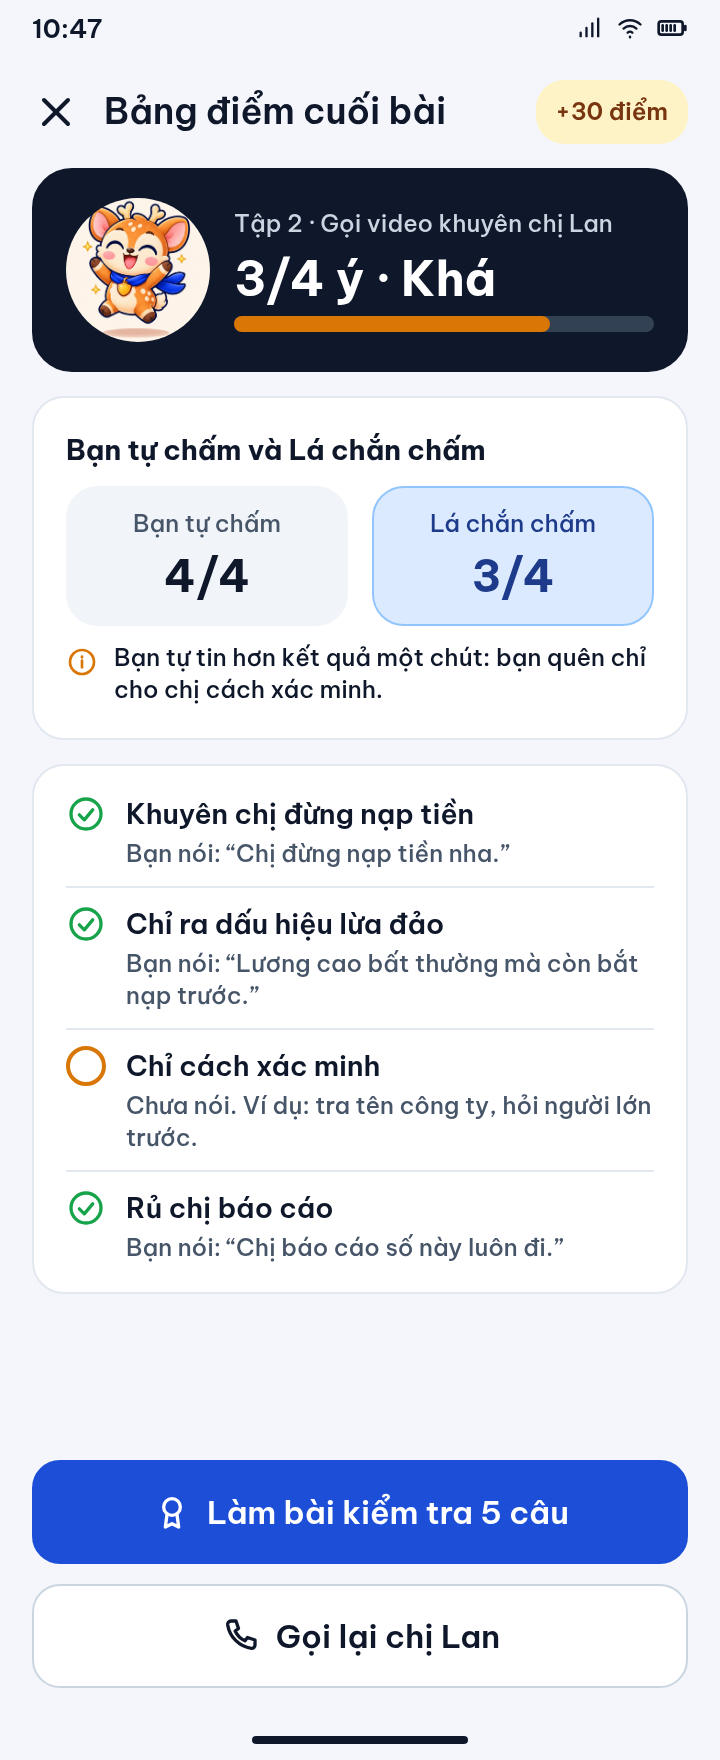 10:47
Bảng điểm cuối bài
+30 điểm
Tập 2 · Gọi video khuyên chị Lan
3/4 ý · Khá
Bạn tự chấm và Lá chắn chấm
Bạn tự chấm
4/4
Lá chắn chấm
3/4
Bạn tự tin hơn kết quả một chút: bạn quên chỉ
cho chị cách xác minh.
Khuyên chị đừng nạp tiền
Bạn nói: “Chị đừng nạp tiền nha.”
Chỉ ra dấu hiệu lừa đảo
Bạn nói: “Lương cao bất thường mà còn bắt
nạp trước.”
Chỉ cách xác minh
Chưa nói. Ví dụ: tra tên công ty, hỏi người lớn
trước.
Rủ chị báo cáo
Bạn nói: “Chị báo cáo số này luôn đi.”
Làm bài kiểm tra 5 câu
Gọi lại chị Lan